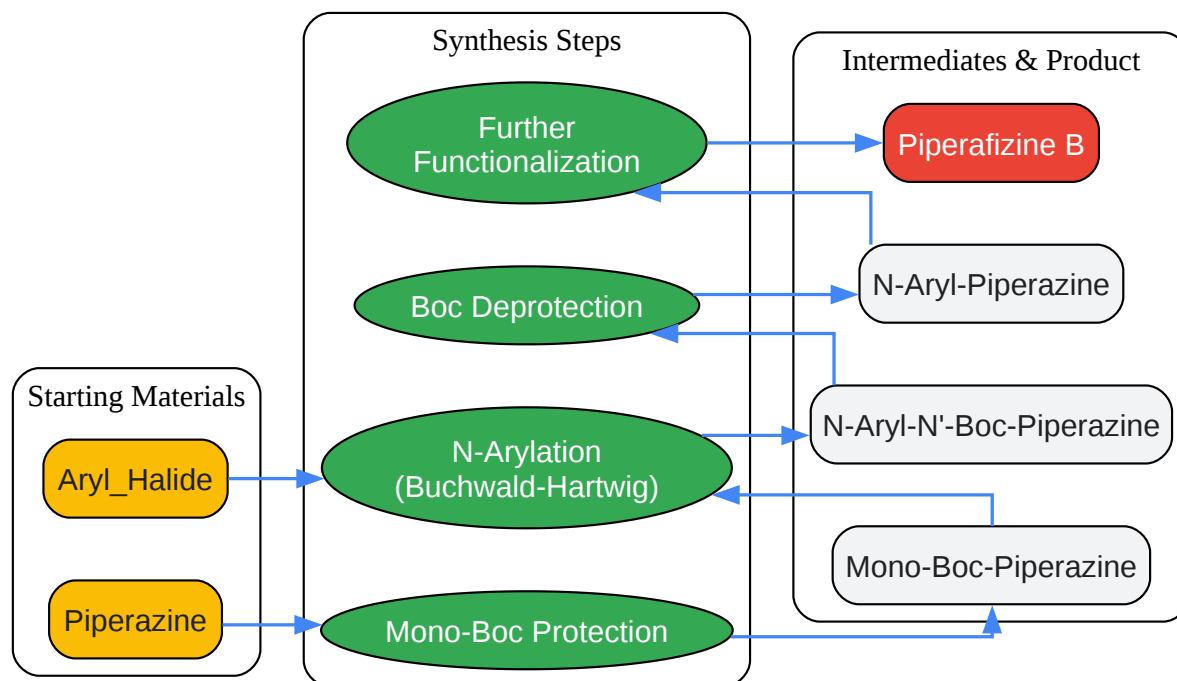 Synthesis Steps
Further
Functionalization
Boc Deprotection
N-Arylation
(Buchwald-Hartwig)
Mono-Boc Protection
Intermediates & Product
Piperafizine B
N-Aryl-Piperazine
N-Aryl-N'-Boc-Piperazine
Mono-Boc-Piperazine
Starting Materials
Aryl_Halide
Piperazine